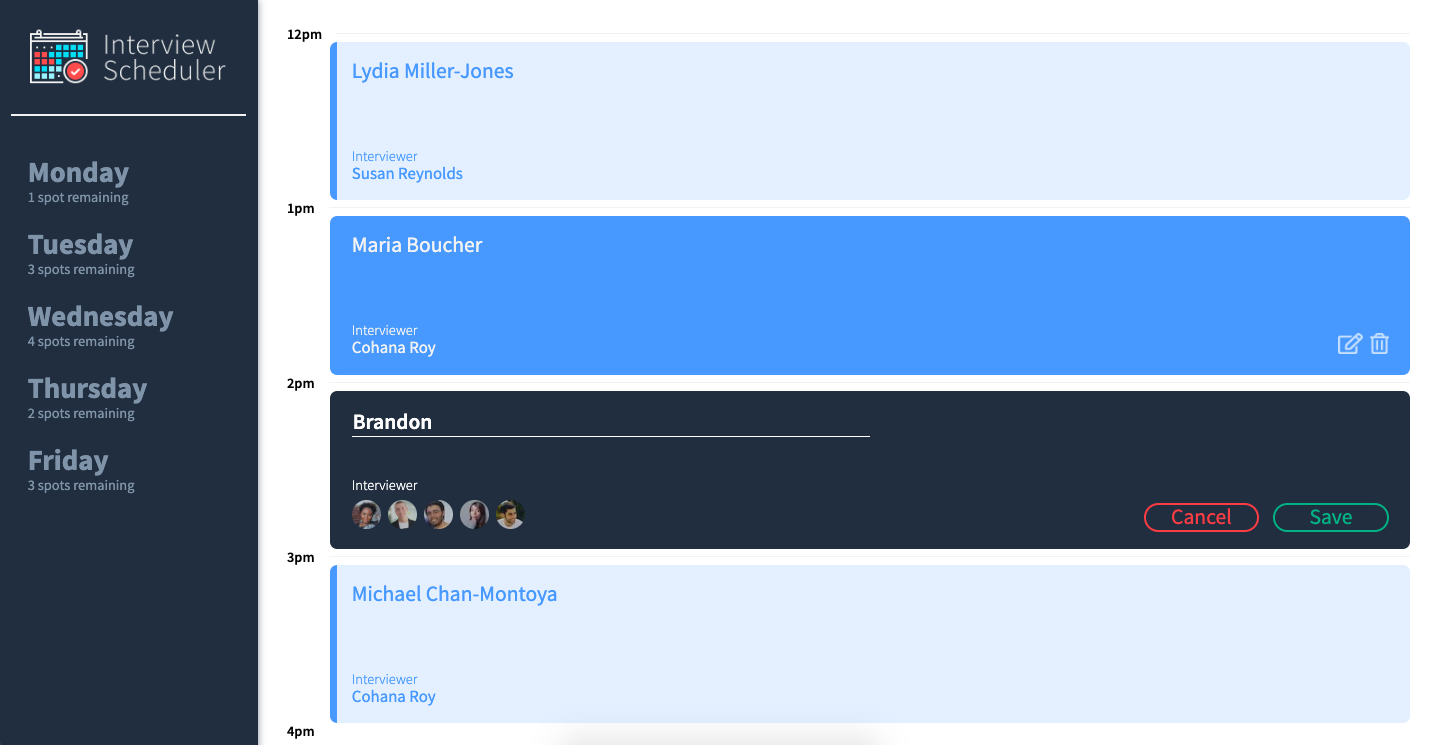 Interview
Scheduler
Monday
1 spot remaining
Tuesday
3 spots remaining
Wednesday
4 spots remaining
Thursday
2 spots remaining
Friday
3 spots remaining
12pm
Lydia Miller-Jones
Interviewer
Susan Reynolds
1pm
Maria Boucher
Interviewer
Cohana Roy
2pm
Brandon
Interviewer
Cancel
Save
3pm
Michael Chan-Montoya
Interviewer
Cohana Roy
4pm